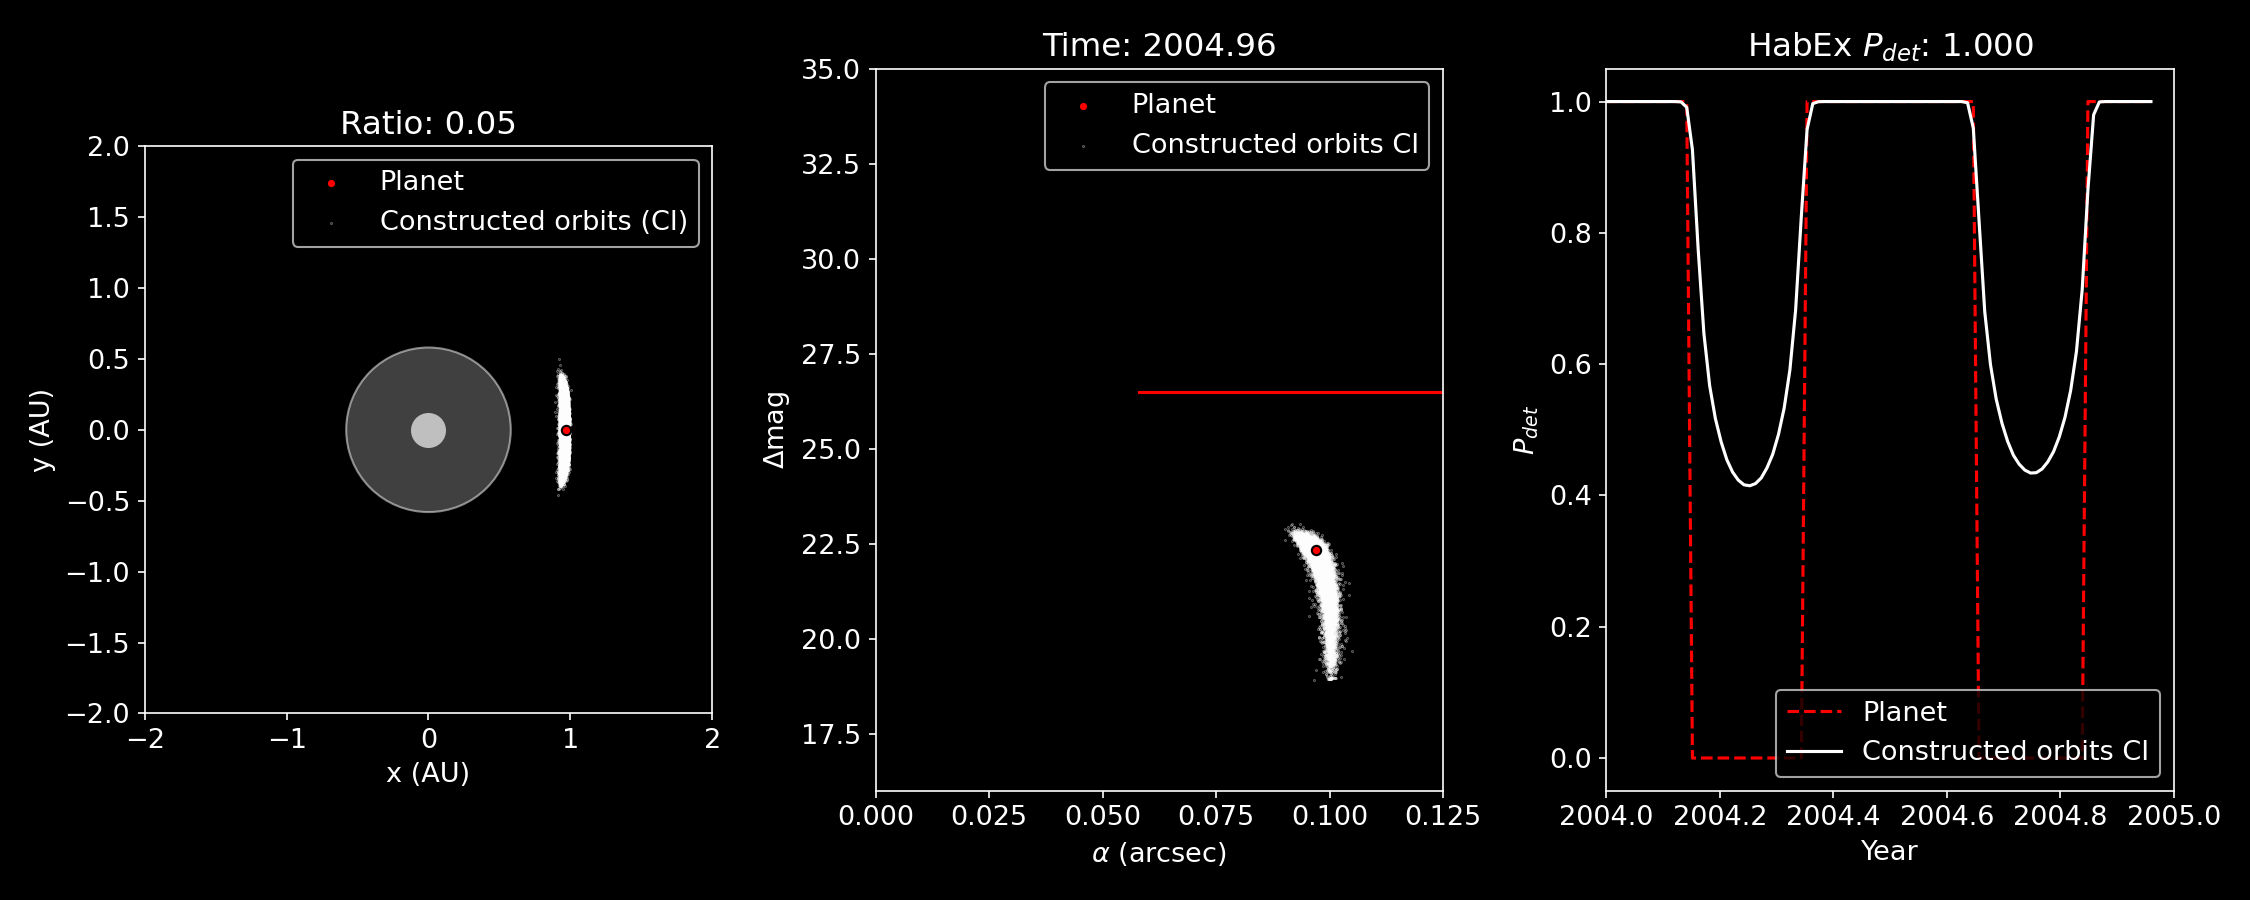 Ratio: 0.05
Planet
Constructed orbits (CI)
2.0
1.5
1.0
0.5
0.0
−0.5
−1.0
−1.5
−2.0
y (AU)
−2 −1 0 1 2
x (AU)
Time: 2004.96
Planet
Constructed orbits CI
35.0
32.5
30.0
27.5
25.0
22.5
20.0
17.5
Δmag
0.000 0.025 0.050 0.075 0.100 0.125
α (arcsec)
HabEx P_det: 1.000
1.0
0.8
0.6
0.4
0.2
0.0
P_det
Planet
Constructed orbits CI
2004.0 2004.2 2004.4 2004.6 2004.8 2005.0
Year